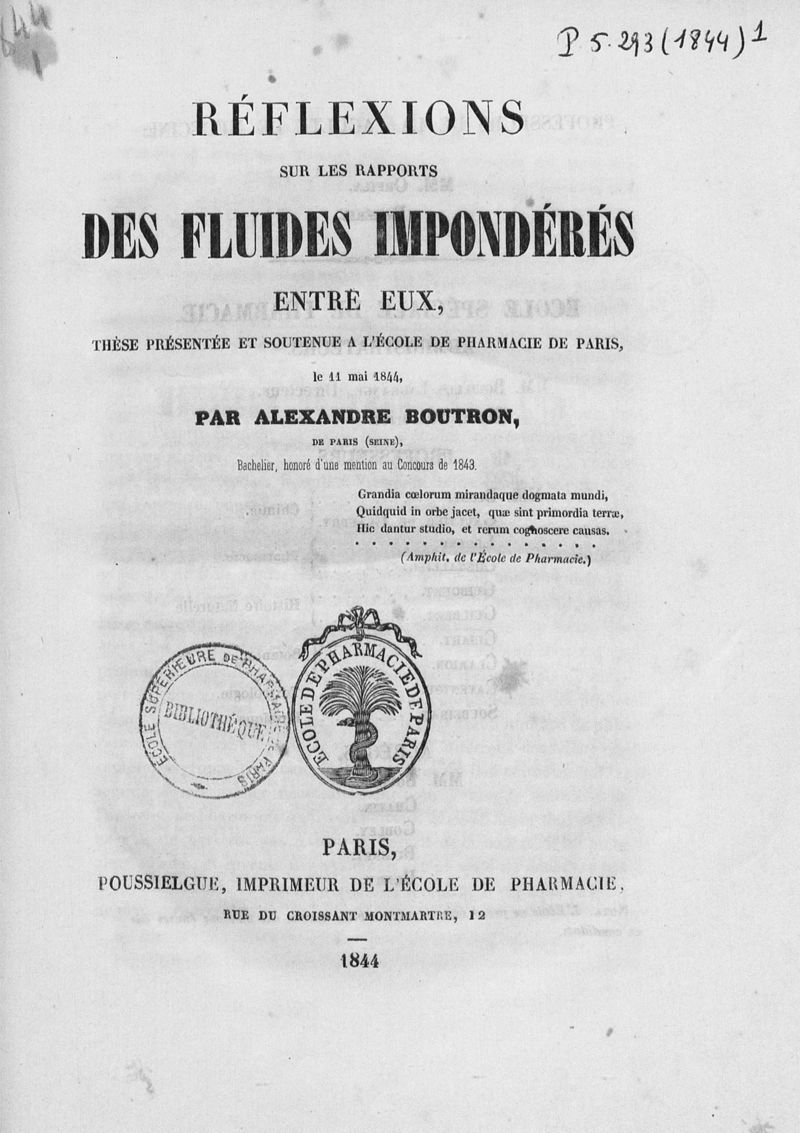 P 5.293 (1844) 1
RÉFLEXIONS
SUR LES RAPPORTS
DES FLUIDES IMPONDÉRÉS
ENTRE EUX,
THÈSE PRÉSENTÉE ET SOUTENUE A L'ÉCOLE DE PHARMACIE DE PARIS,
le 11 mai 1844,
PAR ALEXANDRE BOUTRON,
DE PARIS (SEINE),
Bachelier, honoré d'une mention au Concours de 1843.
Grandia cœlorum mirandaque dogmata mundi,
Quidquid in orbe jacet, quæ sint primordia terræ,
Hic dantur studio, et rerum cognoscere causas.
. . . . . . . . . . . . . . .
(Amphit. de l'École de Pharmacie.)
ÉCOLE SUPÉRIEURE DE PHARMACIE DE PARIS
BIBLIOTHÉQUE
ECOLE DE PHARMACIE DE PARIS
PARIS,
POUSSIELGUE, IMPRIMEUR DE L'ÉCOLE DE PHARMACIE.
RUE DU CROISSANT MONTMARTRE, 12
1844